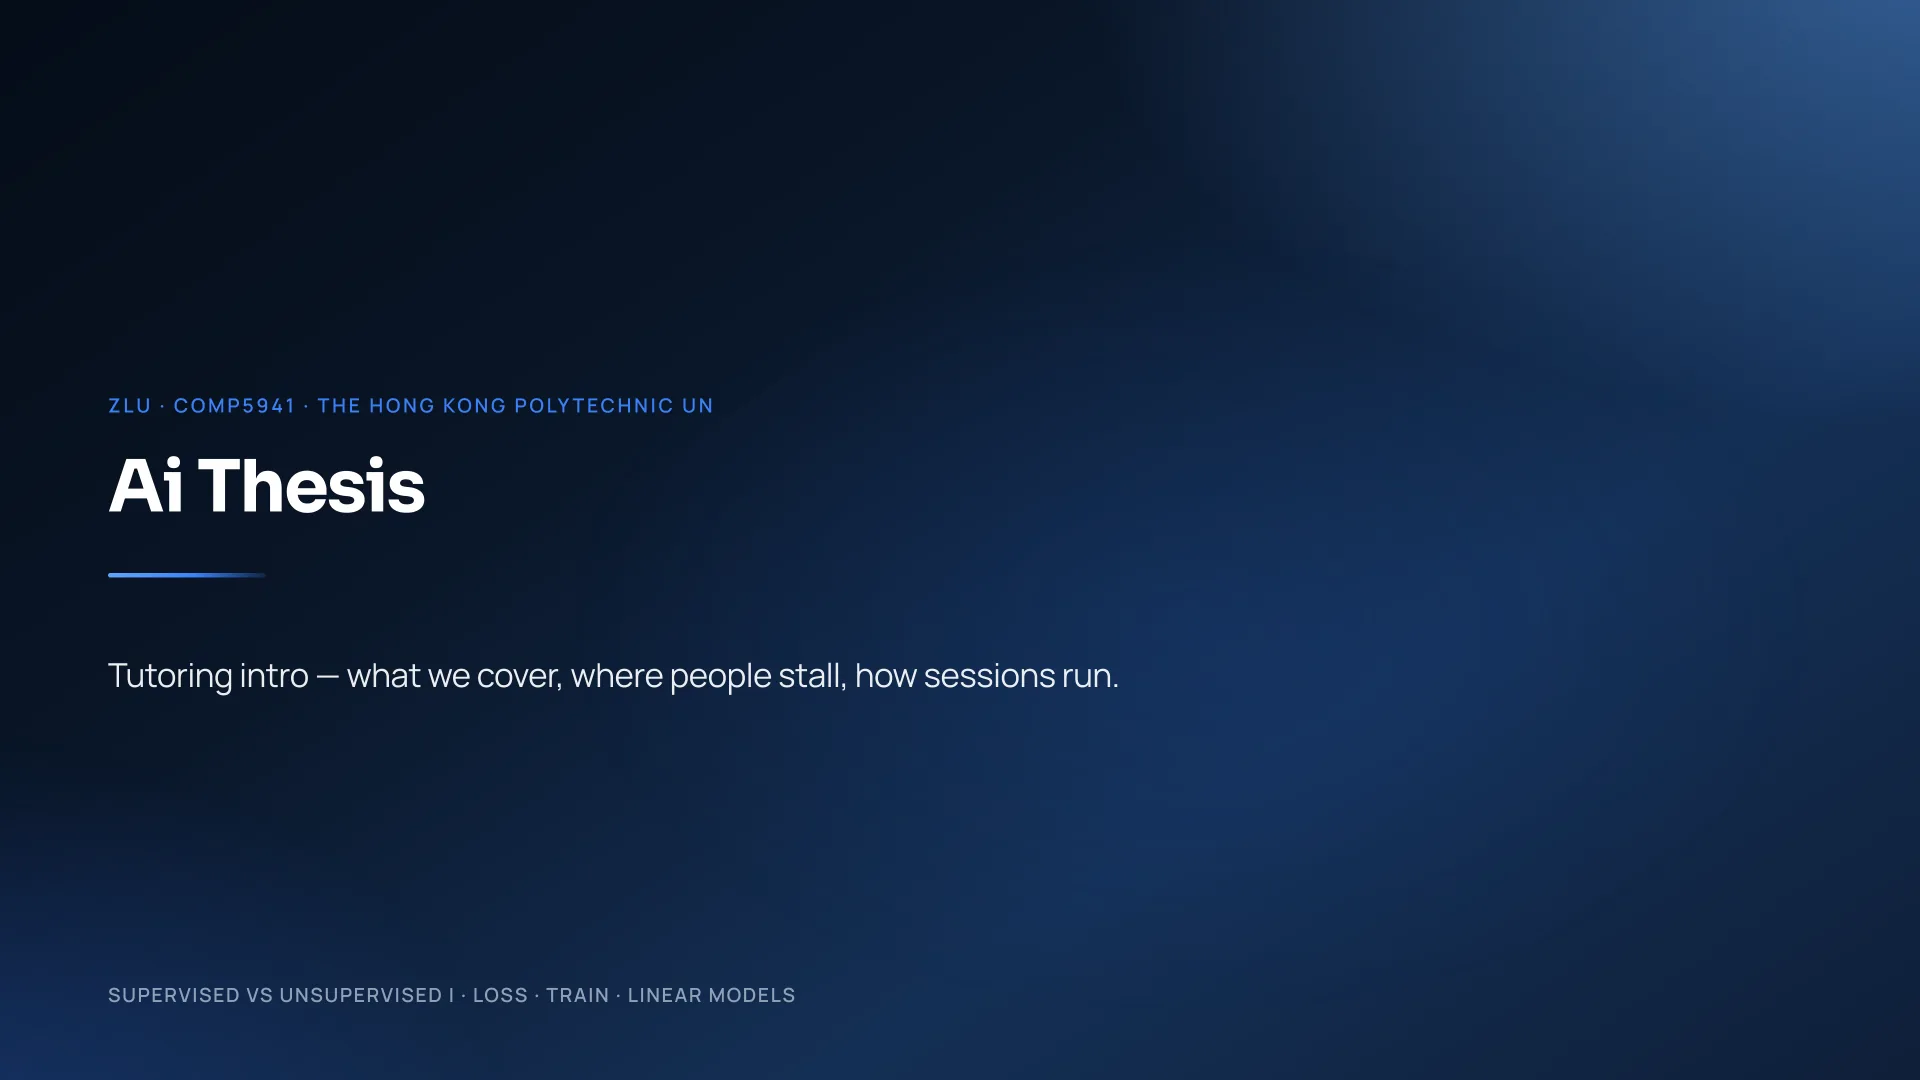 ZLU · COMP5941 · THE HONG KONG POLYTECHNIC UN
Ai Thesis
Tutoring intro — what we cover, where people stall, how sessions run.
SUPERVISED VS UNSUPERVISED I · LOSS · TRAIN · LINEAR MODELS